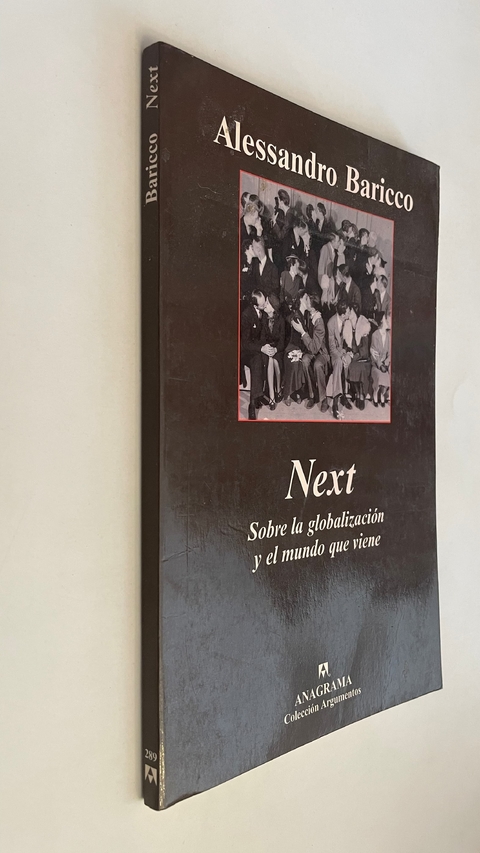 Baricco Next
289
Alessandro Baricco
Next
Sobre la globalización
y el mundo que viene
ANAGRAMA
Colección Argumentos